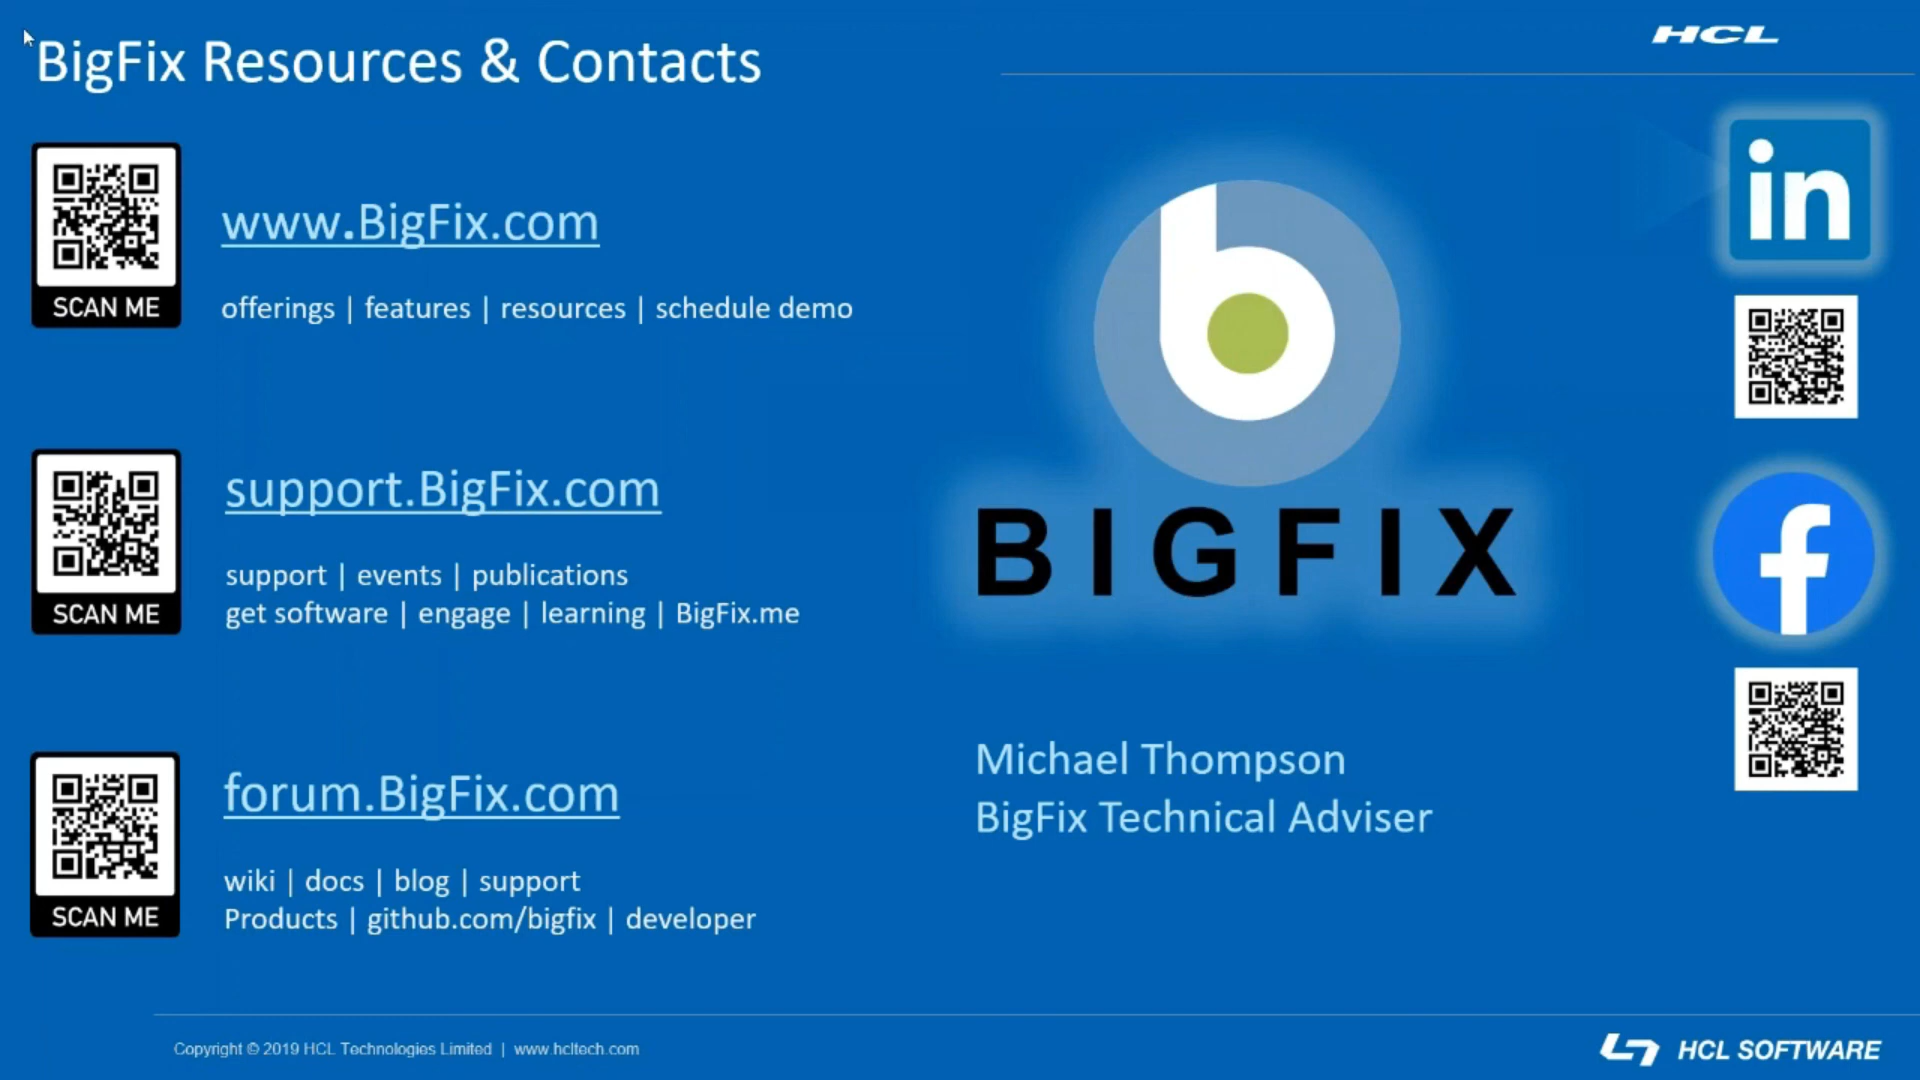 BigFix Resources & Contacts
HCL
SCAN ME
www.BigFix.com
offerings | features | resources | schedule demo
SCAN ME
support.BigFix.com
support | events | publications
get software | engage | learning | BigFix.me
SCAN ME
forum.BigFix.com
wiki | docs | blog | support
Products | github.com/bigfix | developer
b
BIGFIX
Michael Thompson
BigFix Technical Adviser
in
f
Copyright © 2019 HCL Technologies Limited | www.hcltech.com
HCL SOFTWARE